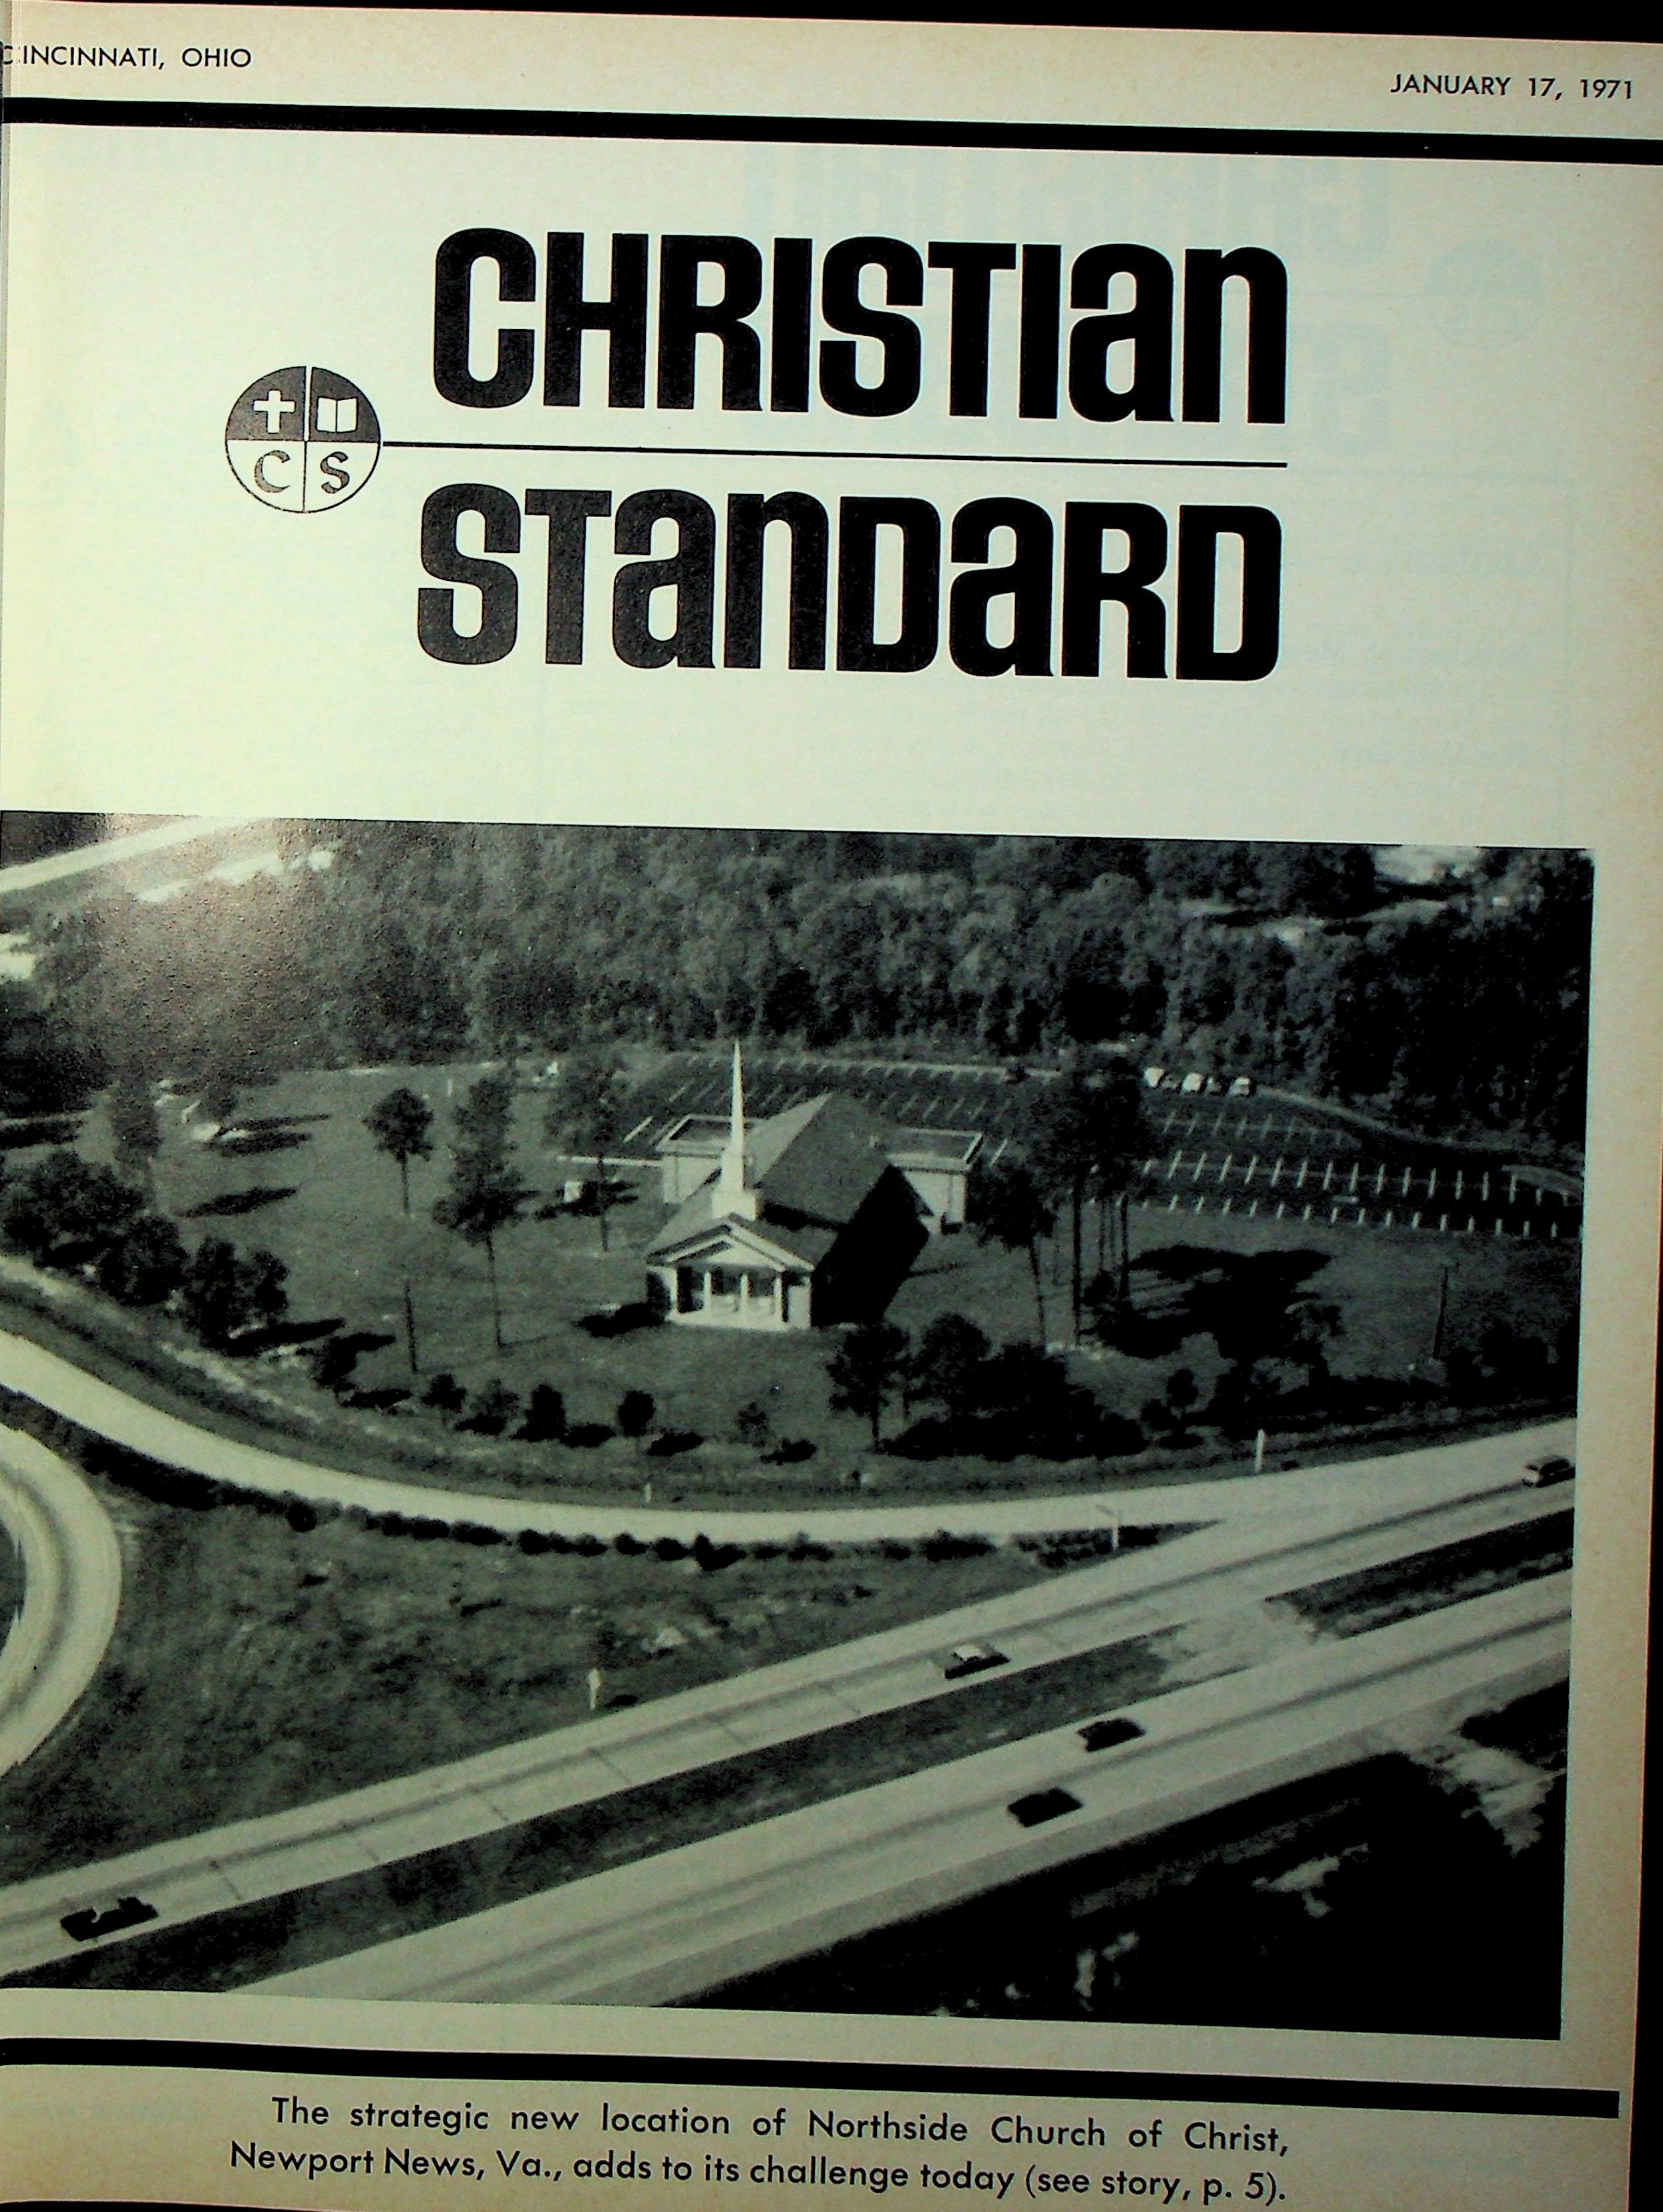 CINCINNATI, OHIO
JANUARY 17, 1971
CHRISTIan
C S
STanDaRD
The strategic new location of Northside Church of Christ,
Newport News, Va., adds to its challenge today (see story, p. 5).